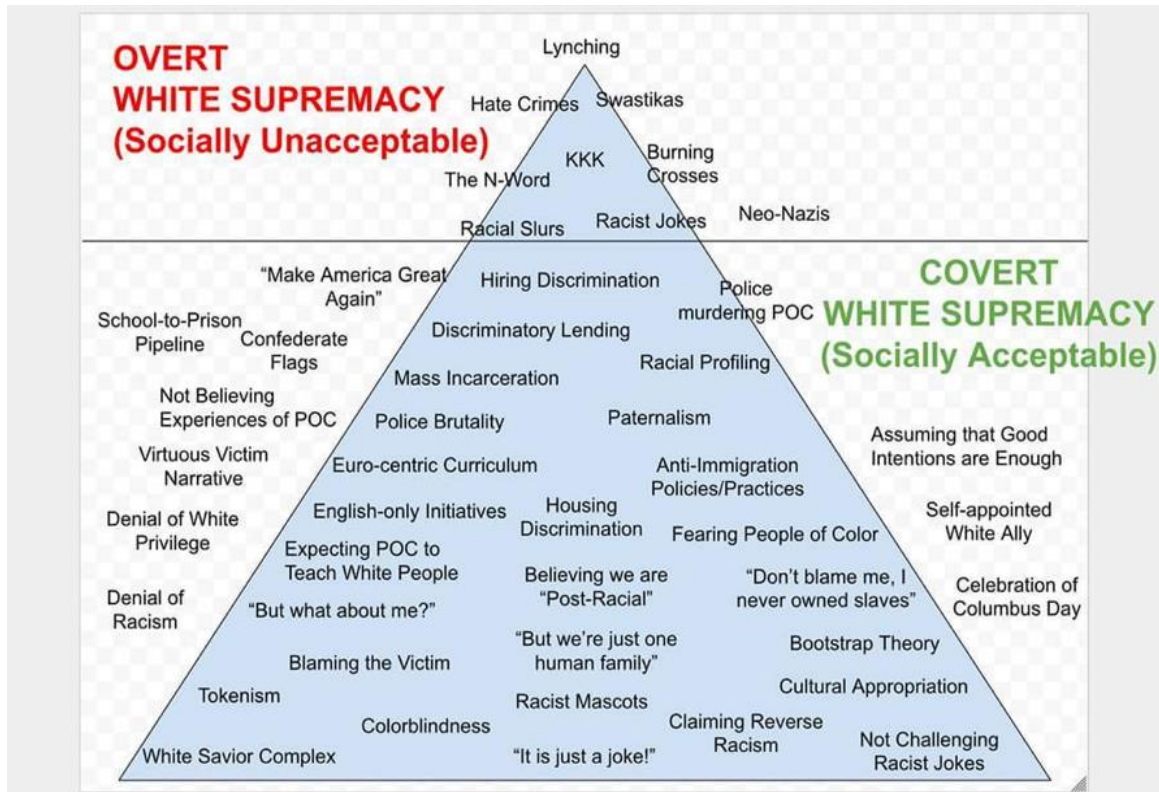 OVERT
WHITE SUPREMACY
(Socially Unacceptable)
Lynching
Hate Crimes
Swastikas
KKK
Burning
Crosses
The N-Word
Racial Slurs
Racist Jokes
Neo-Nazis
COVERT
WHITE SUPREMACY
(Socially Acceptable)
“Make America Great
Again”
Hiring Discrimination
Police
murdering POC
School-to-Prison
Pipeline
Confederate
Flags
Discriminatory Lending
Racial Profiling
Mass Incarceration
Not Believing
Experiences of POC
Police Brutality
Paternalism
Assuming that Good
Intentions are Enough
Virtuous Victim
Narrative
Euro-centric Curriculum
Anti-Immigration
Policies/Practices
English-only Initiatives
Housing
Discrimination
Self-appointed
White Ally
Denial of White
Privilege
Fearing People of Color
Expecting POC to
Teach White People
Believing we are
“Post-Racial”
“Don’t blame me, I
never owned slaves”
Celebration of
Columbus Day
Denial of
Racism
“But what about me?”
“But we’re just one
human family”
Bootstrap Theory
Blaming the Victim
Tokenism
Racist Mascots
Cultural Appropriation
Colorblindness
Claiming Reverse
Racism
White Savior Complex
“It is just a joke!”
Not Challenging
Racist Jokes